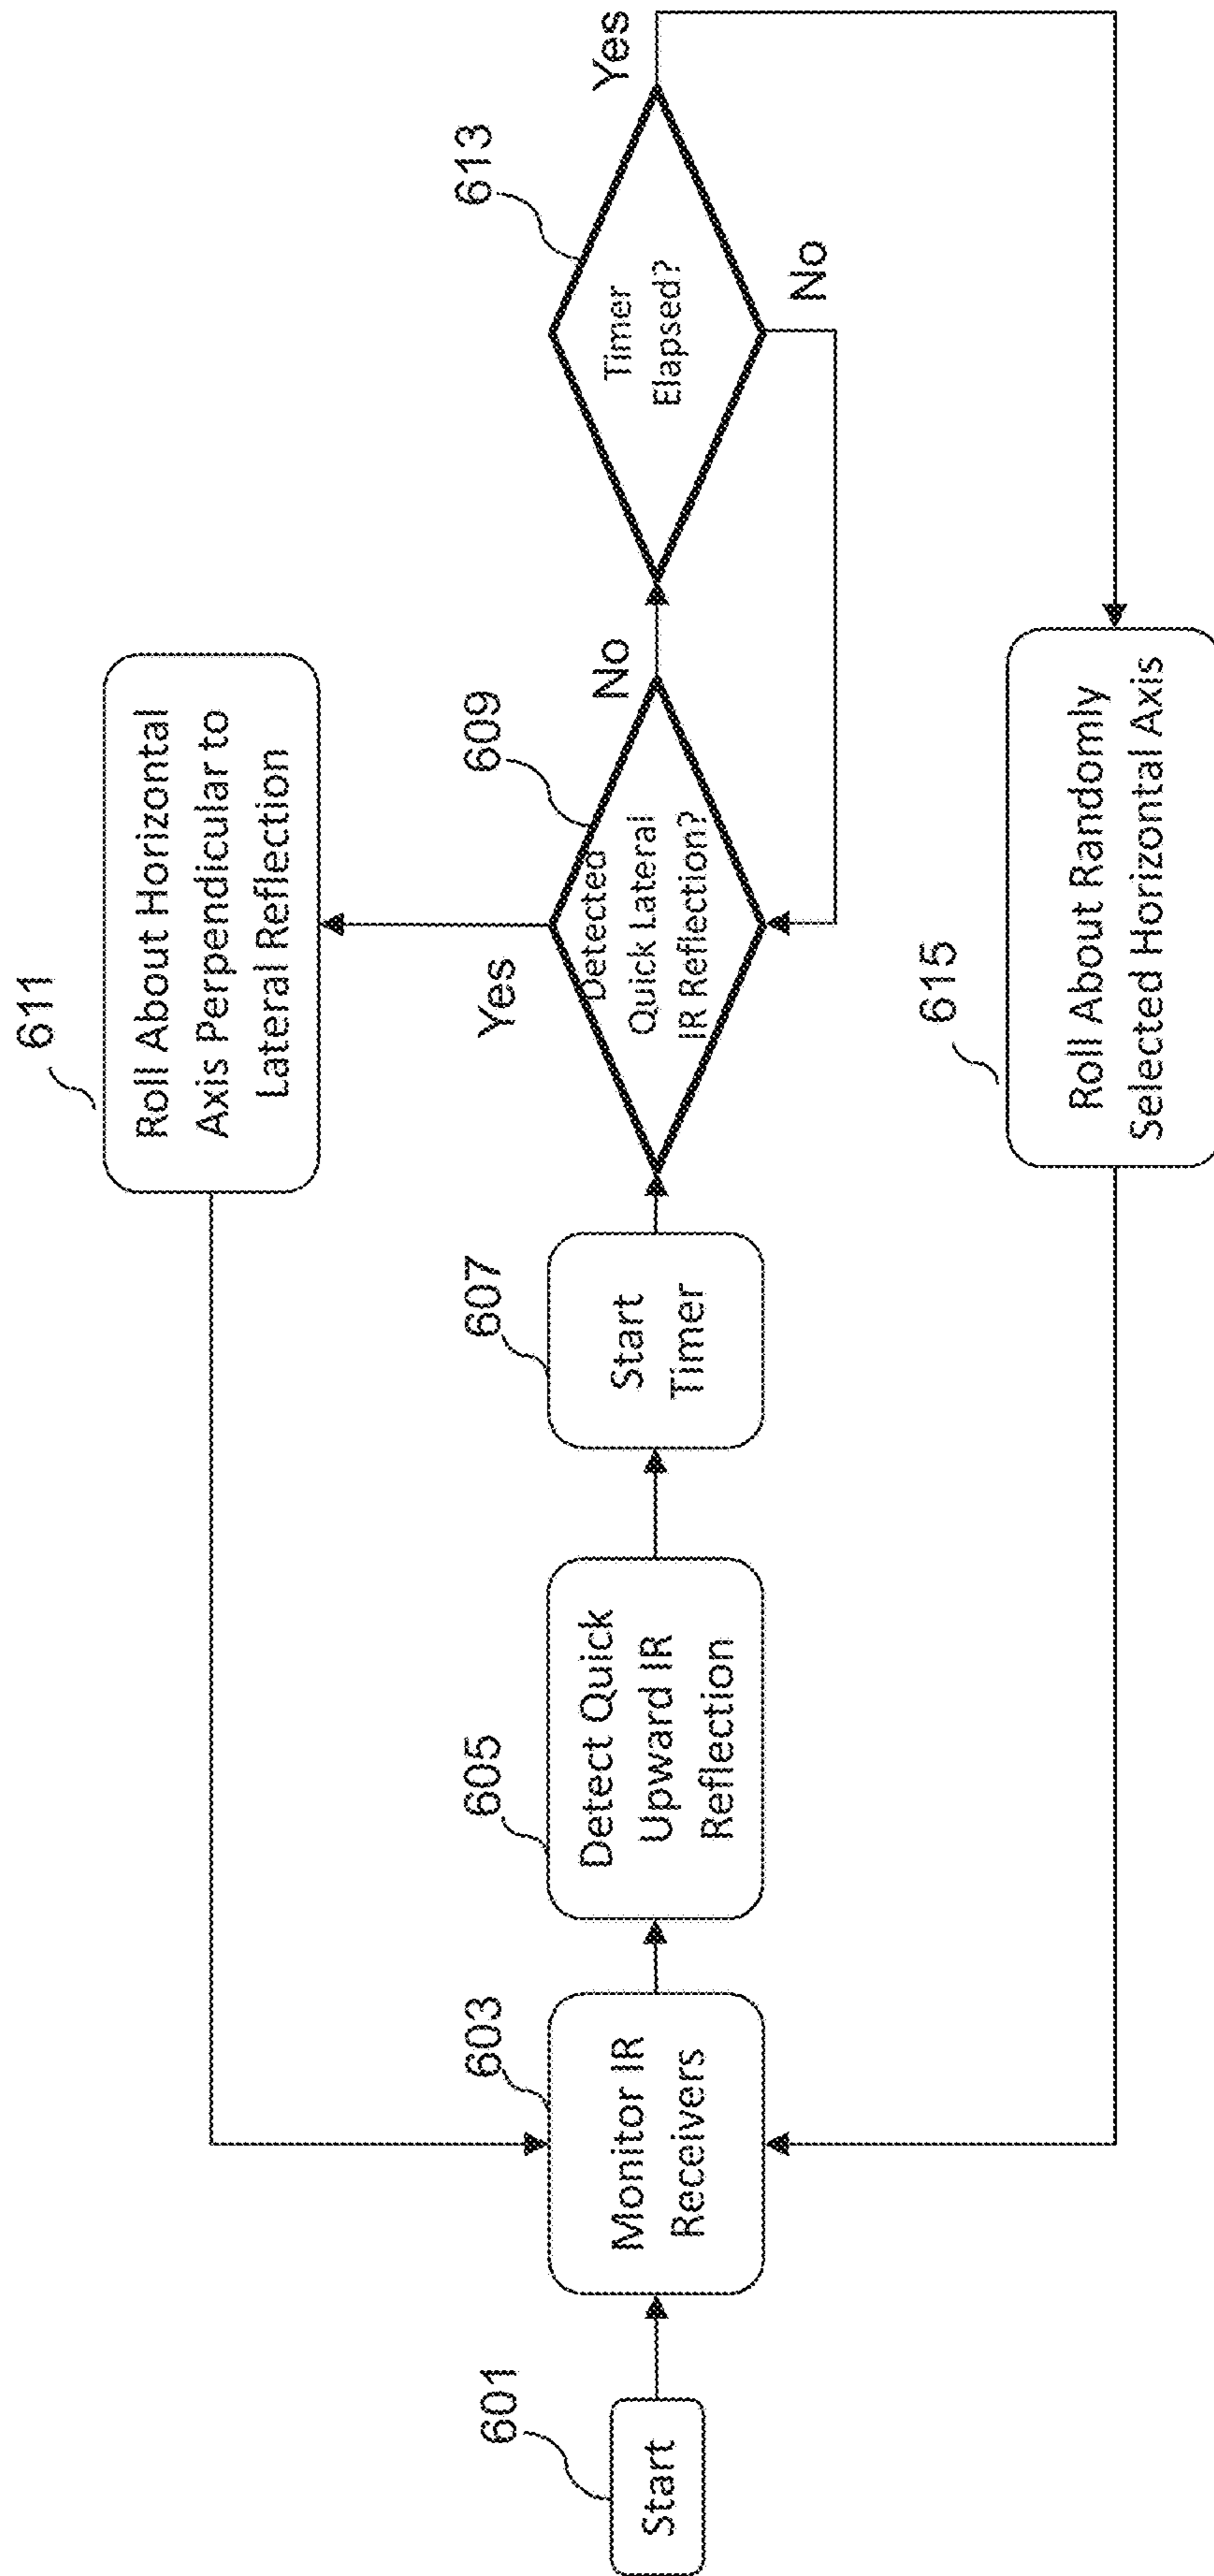 601
Start
603
Monitor IR
Receivers
605
Detect Quick
Upward IR
Reflection
607
Start
Timer
609
Detected
Quick Lateral
IR Reflection?
Yes
No
611
Roll About Horizontal
Axis Perpendicular to
Lateral Reflection
613
Timer
Elapsed?
Yes
No
615
Roll About Randomly
Selected Horizontal Axis